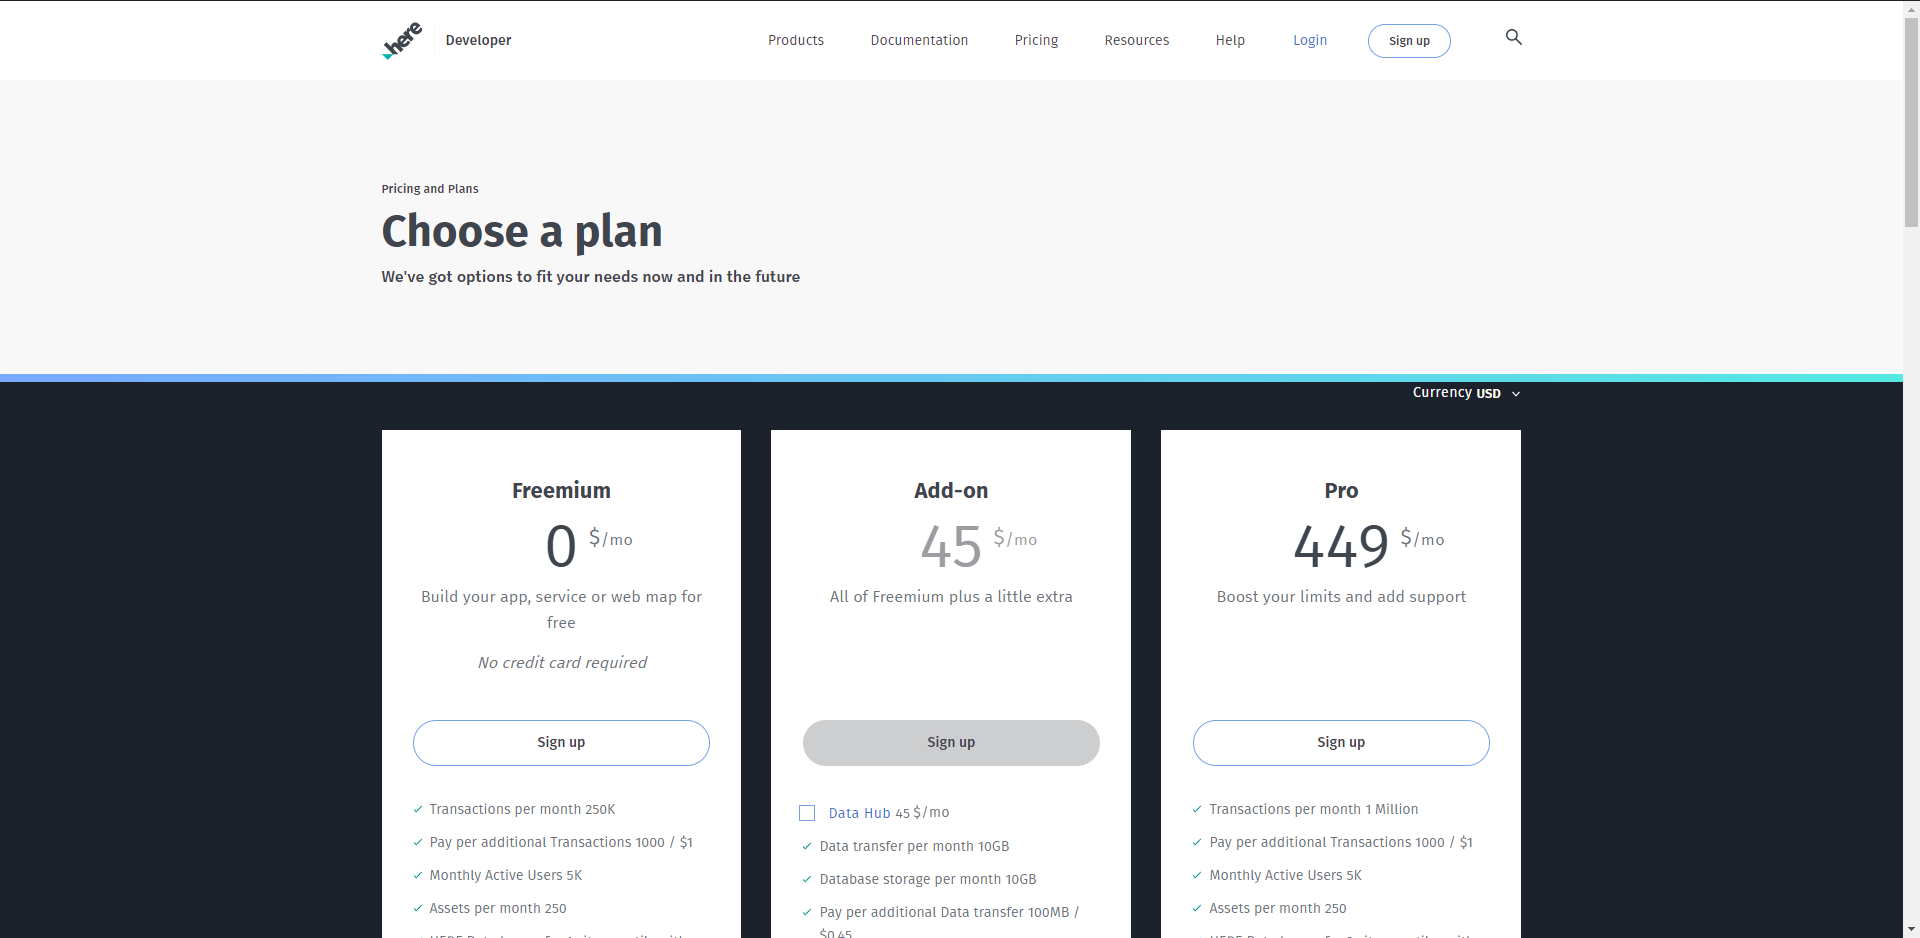 here
Developer
Products
Documentation
Pricing
Resources
Help
Login
Sign up
Pricing and Plans
Choose a plan
We've got options to fit your needs now and in the future
Currency USD
Freemium
0 $/mo
Build your app, service or web map for
free
No credit card required
Sign up
Transactions per month 250K
Pay per additional Transactions 1000 / $1
Monthly Active Users 5K
Assets per month 250
Add-on
45 $/mo
All of Freemium plus a little extra
Sign up
Data Hub 45 $/mo
Data transfer per month 10GB
Database storage per month 10GB
Pay per additional Data transfer 100MB /
$0.45
Pro
449 $/mo
Boost your limits and add support
Sign up
Transactions per month 1 Million
Pay per additional Transactions 1000 / $1
Monthly Active Users 5K
Assets per month 250